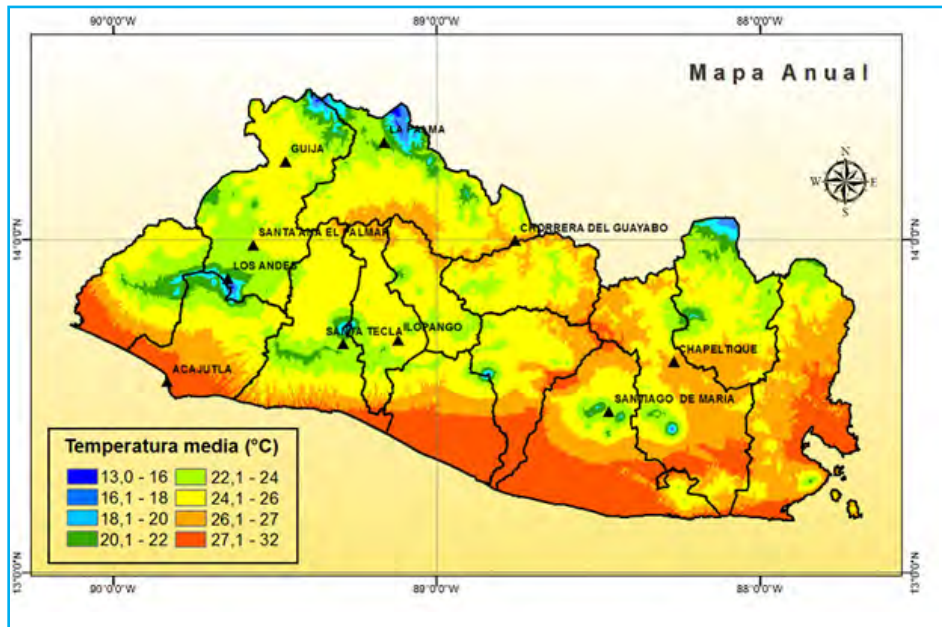 90°0'0"W 89°0'0"W 88°0'0"W
Mapa Anual
LA PALMA
GUIJA
N
W E
S
14°0'0"N 14°0'0"N
SANTA ANA EL PALMAR
CHORRERA DEL GUAYABO
LOS ANDES
SANTA TECLA
ILOPANGO
CHAPELTIQUE
ACAJUTLA
SANTIAGO DE MARIA
Temperatura media (°C)
13,0 - 16 22,1 - 24
16,1 - 18 24,1 - 26
18,1 - 20 26,1 - 27
20,1 - 22 27,1 - 32
13°0'0"N 13°0'0"N
90°0'0"W 89°0'0"W 88°0'0"W